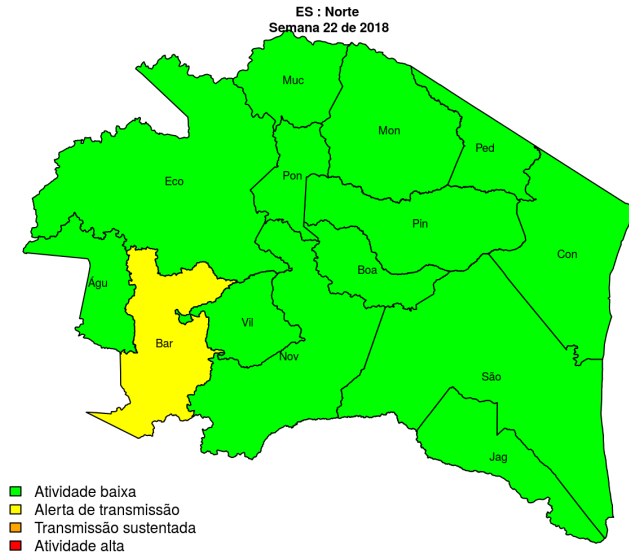 ES : Norte
Semana 22 de 2018
Muc
Mon
Ped
Eco
Pon
Pin
Con
Boa
Águ
Vil
Bar
Nov
São
Jag
Atividade baixa
Alerta de transmissão
Transmissão sustentada
Atividade alta